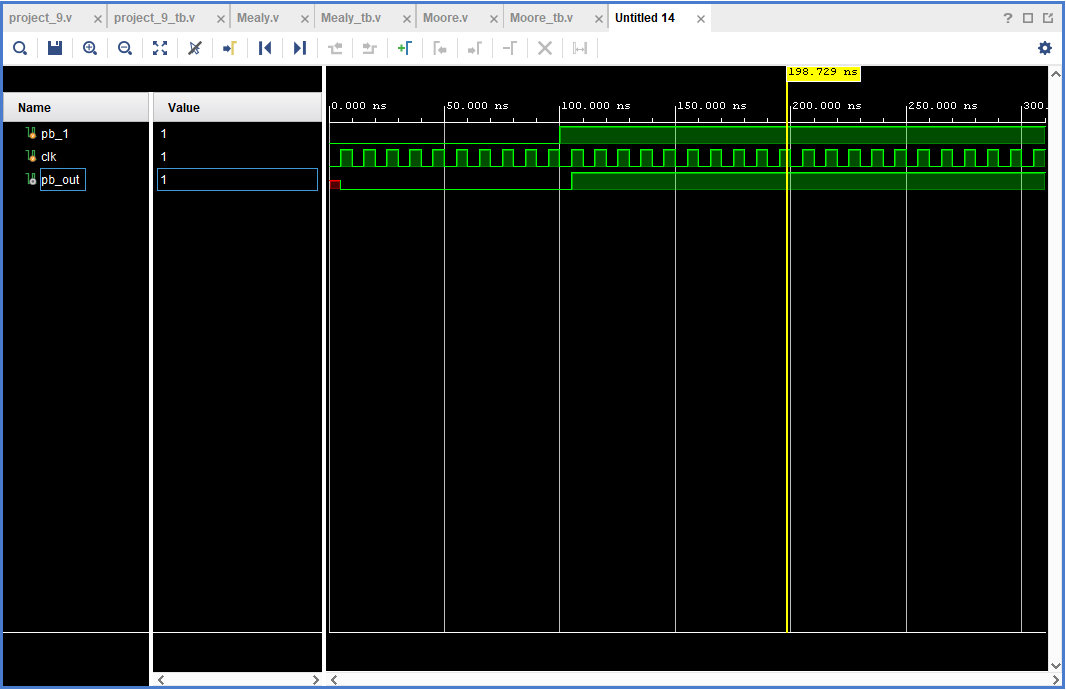 project_9.v × project_9_tb.v × Mealy.v × Mealy_tb.v × Moore.v × Moore_tb.v × Untitled 14 × ?
198.729 ns
Name Value
0.000 ns 50.000 ns 100.000 ns 150.000 ns 200.000 ns 250.000 ns 300.
pb_1 1
clk 1
pb_out 1